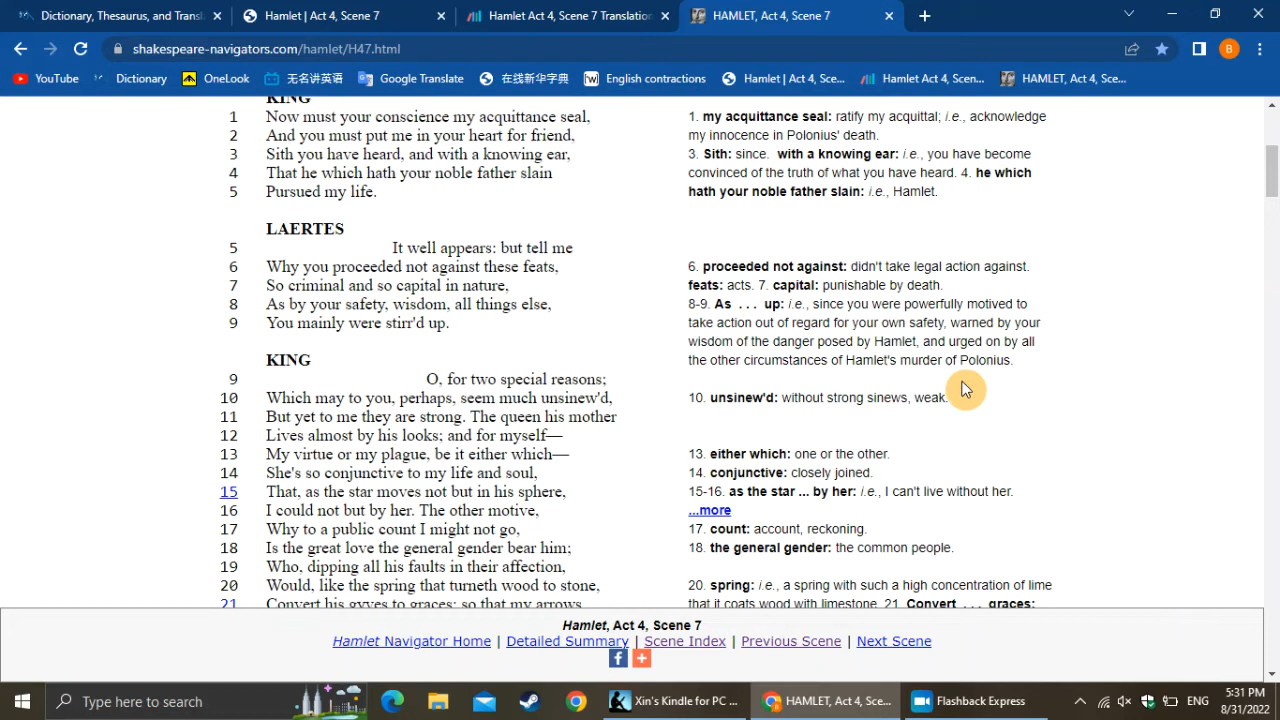 Dictionary, Thesaurus, and Transl
Hamlet | Act 4, Scene 7
Hamlet Act 4, Scene 7 Translation
HAMLET, Act 4, Scene 7
shakespeare-navigators.com/hamlet/H47.html
B
YouTube
Dictionary
OneLook
无名讲英语
Google Translate
在线新华字典
[w] English contractions
Hamlet | Act 4, Sce...
Hamlet Act 4, Scen...
HAMLET, Act 4, Sce...
KING
1 Now must your conscience my acquittance seal,
2 And you must put me in your heart for friend,
3 Sith you have heard, and with a knowing ear,
4 That he which hath your noble father slain
5 Pursued my life.
LAERTES
5 It well appears: but tell me
6 Why you proceeded not against these feats,
7 So criminal and so capital in nature,
8 As by your safety, wisdom, all things else,
9 You mainly were stirr'd up.
KING
9 O, for two special reasons;
10 Which may to you, perhaps, seem much unsinew'd,
11 But yet to me they are strong. The queen his mother
12 Lives almost by his looks; and for myself—
13 My virtue or my plague, be it either which—
14 She's so conjunctive to my life and soul,
15 That, as the star moves not but in his sphere,
16 I could not but by her. The other motive,
17 Why to a public count I might not go,
18 Is the great love the general gender bear him;
19 Who, dipping all his faults in their affection,
20 Would, like the spring that turneth wood to stone,
21 Convert his gyves to graces; so that my arrows
1. my acquittance seal: ratify my acquittal; i.e., acknowledge
my innocence in Polonius' death.
3. Sith: since. with a knowing ear: i.e., you have become
convinced of the truth of what you have heard. 4. he which
hath your noble father slain: i.e., Hamlet.
6. proceeded not against: didn't take legal action against.
feats: acts. 7. capital: punishable by death.
8-9. As . . . up: i.e., since you were powerfully motived to
take action out of regard for your own safety, warned by your
wisdom of the danger posed by Hamlet, and urged on by all
the other circumstances of Hamlet's murder of Polonius.
10. unsinew'd: without strong sinews, weak.
13. either which: one or the other.
14. conjunctive: closely joined.
15-16. as the star ... by her: i.e., I can't live without her.
...more
17. count: account, reckoning.
18. the general gender: the common people.
20. spring: i.e., a spring with such a high concentration of lime
that it coats wood with limestone. 21. Convert . . . graces:
Hamlet, Act 4, Scene 7
Hamlet Navigator Home | Detailed Summary | Scene Index | Previous Scene | Next Scene
Type here to search
Xin's Kindle for PC ...
HAMLET, Act 4, Sce...
Flashback Express
ENG
5:31 PM
8/31/2022